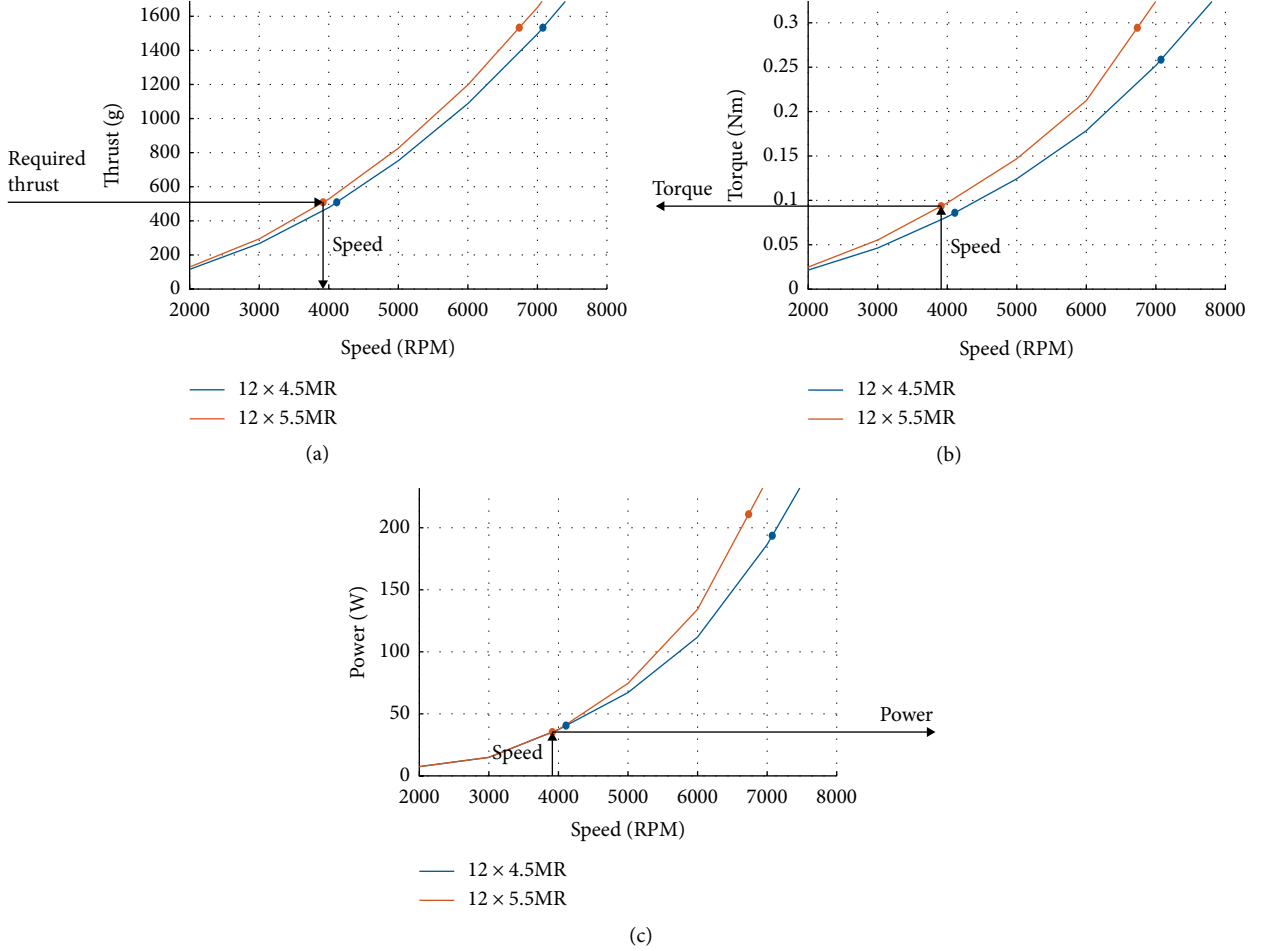 1600
1400
1200
1000
800
600
400
200
0
Thrust (g)
Required
thrust
Speed
2000 3000 4000 5000 6000 7000 8000
Speed (RPM)
12 × 4.5MR
12 × 5.5MR
(a)
0.3
0.25
0.2
0.15
0.1
0.05
0
Torque (Nm)
Torque
Speed
2000 3000 4000 5000 6000 7000 8000
Speed (RPM)
12 × 4.5MR
12 × 5.5MR
(b)
200
150
100
50
0
Power (W)
Power
Speed
2000 3000 4000 5000 6000 7000 8000
Speed (RPM)
12 × 4.5MR
12 × 5.5MR
(c)